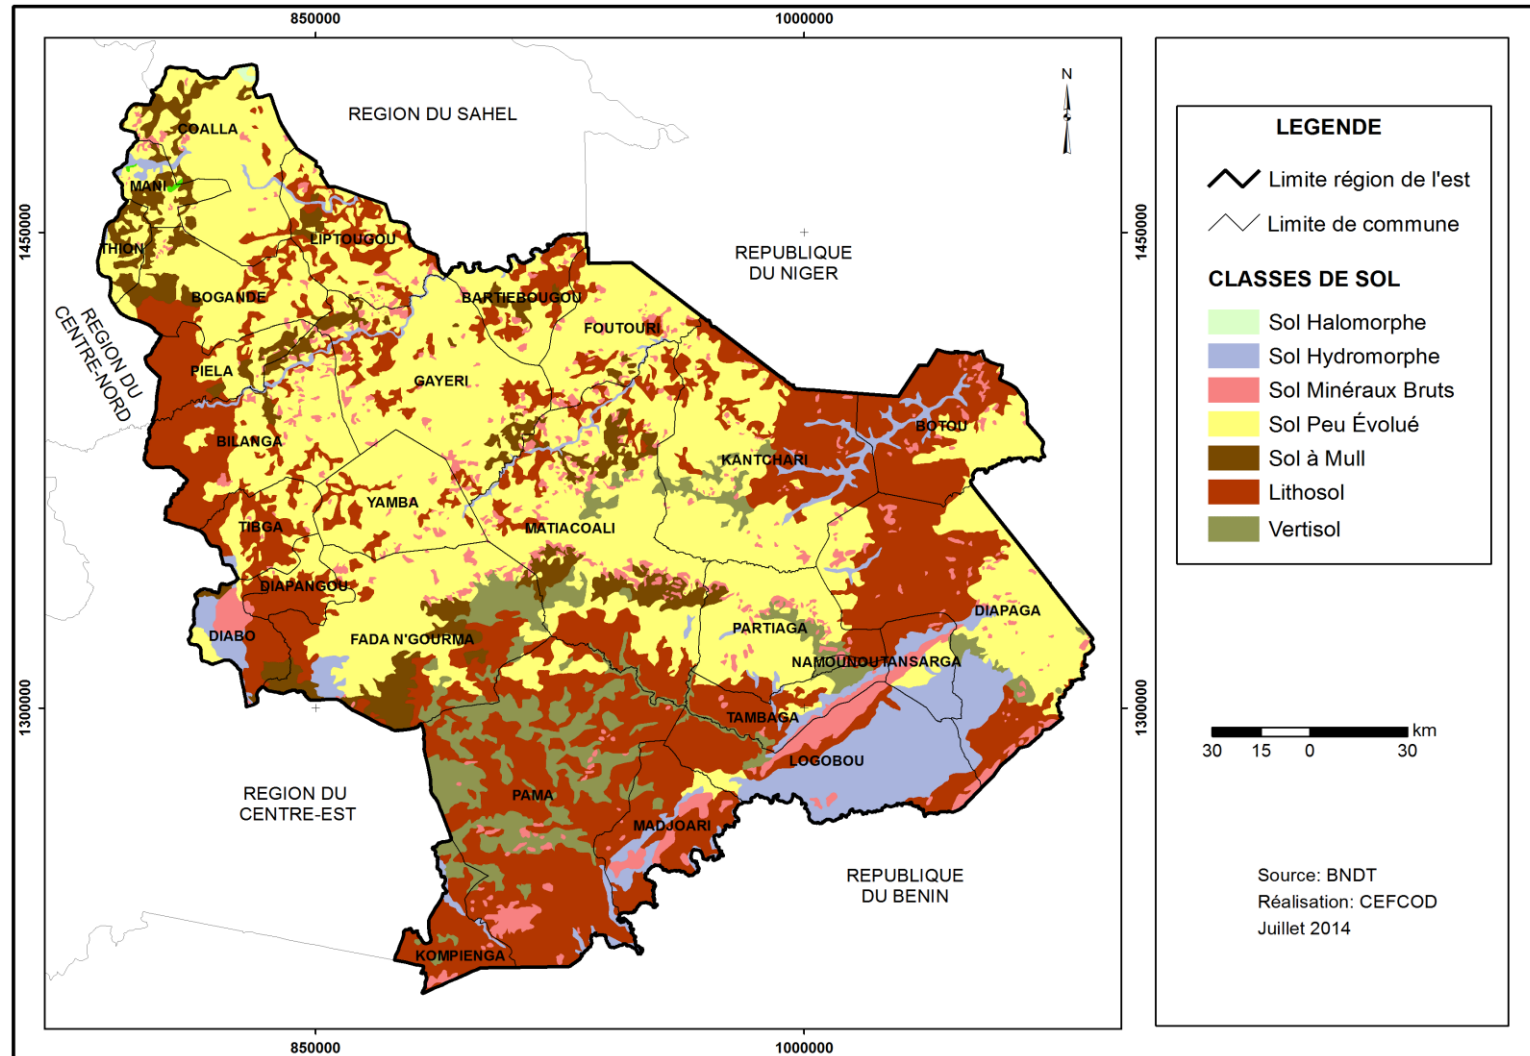 850000
1000000
N
REGION DU SAHEL
COALLA
MANI
1450000
1450000
THION
LIPTOUGOU
REPUBLIQUE
DU NIGER
BOGANDE
BARTIEBOUGOU
REGION DU
CENTRE-NORD
FOUTOURI
PIELA
GAYERI
BILANGA
BOTOU
KANTCHARI
YAMBA
TIBGA
MATIACOALI
DIAPANGOU
DIAPAGA
DIABO
FADA N'GOURMA
PARTIAGA
NAMOUNOU
TANSARGA
1300000
1300000
TAMBAGA
LOGOBOU
REGION DU
CENTRE-EST
PAMA
MADJOARI
REPUBLIQUE
DU BENIN
KOMPIENGA
850000
1000000
LEGENDE
Limite région de l'est
Limite de commune
CLASSES DE SOL
Sol Halomorphe
Sol Hydromorphe
Sol Minéraux Bruts
Sol Peu Évolué
Sol à Mull
Lithosol
Vertisol
km
30 15 0 30
Source: BNDT
Réalisation: CEFCOD
Juillet 2014